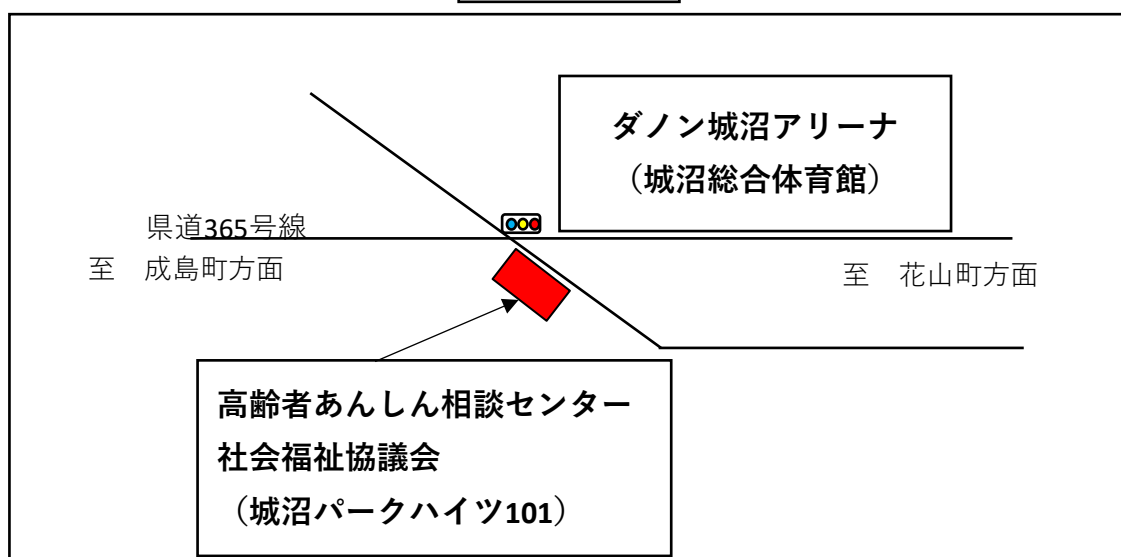 ダノン城沼アリーナ
（城沼総合体育館）
県道365号線
至　成島町方面
至　花山町方面
高齢者あんしん相談センター
社会福祉協議会
（城沼パークハイツ101）